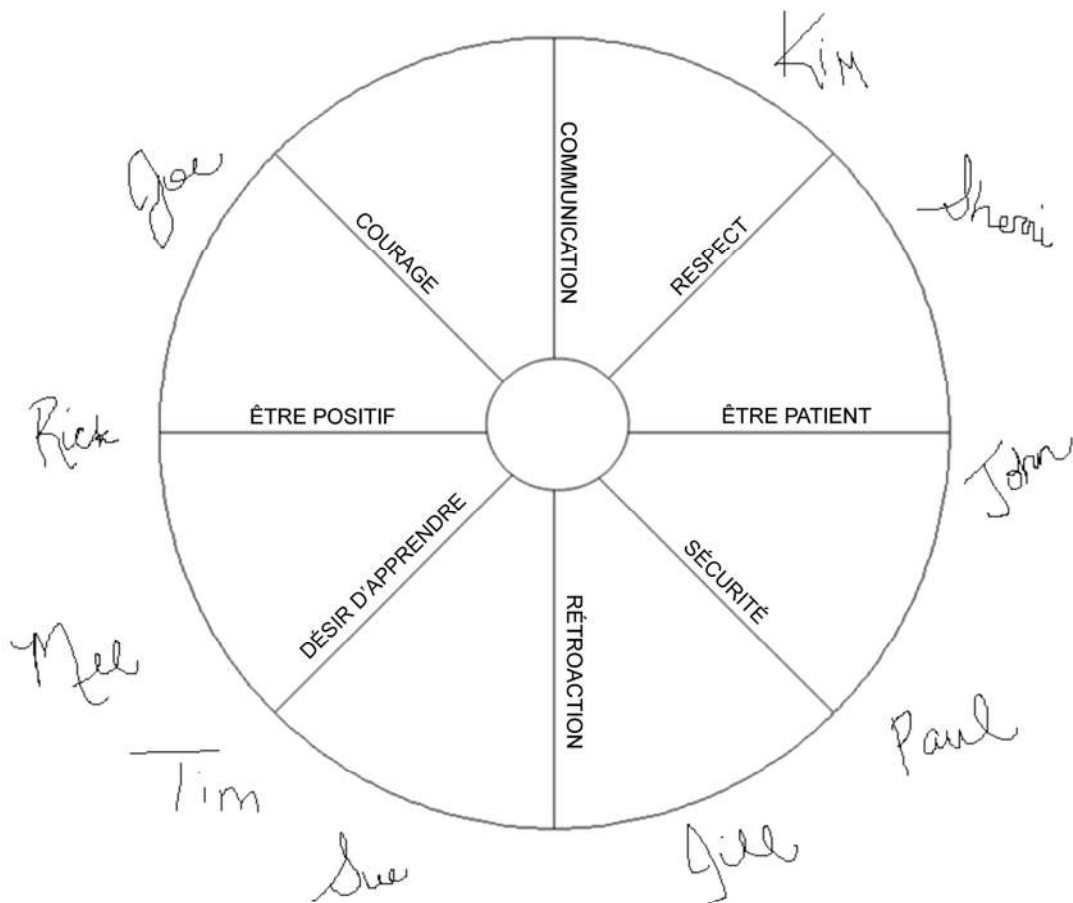 Kim
Joe
COMMUNICATION
Sherri
COURAGE
RESPECT
Rick
ÊTRE POSITIF
ÊTRE PATIENT
John
DÉSIR D'APPRENDRE
SÉCURITÉ
RÉTROACTION
Paul
Tim
Jill
Sue